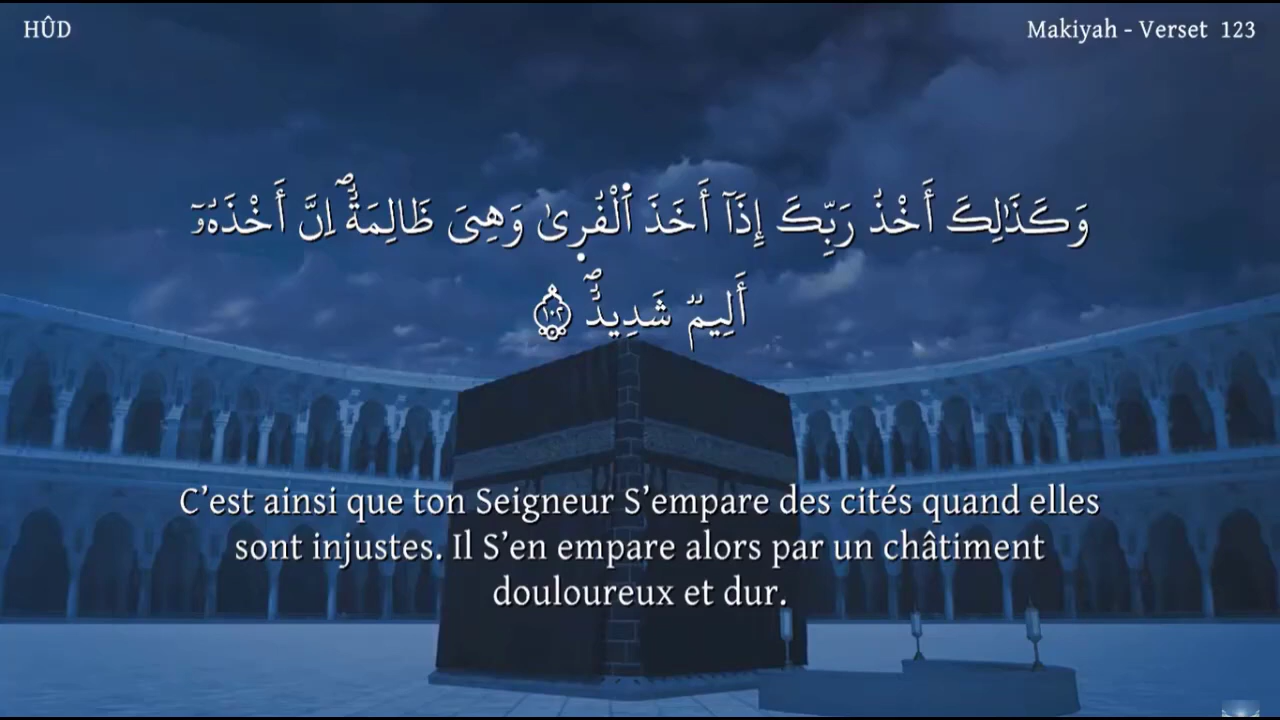 HÛD
Makiyah - Verset 123
وَكَذَٰلِكَ أَخْذُ رَبِّكَ إِذَآ أَخَذَ اَ۬لْقُر۪ىٰ وَهِىَ ظَالِمَةٌۖ اِنَّ أَخْذَهُۥٓ
أَلِيمٌ شَدِيدٌۖ ١٠٢
C’est ainsi que ton Seigneur S’empare des cités quand elles
sont injustes. Il S’en empare alors par un châtiment
douloureux et dur.